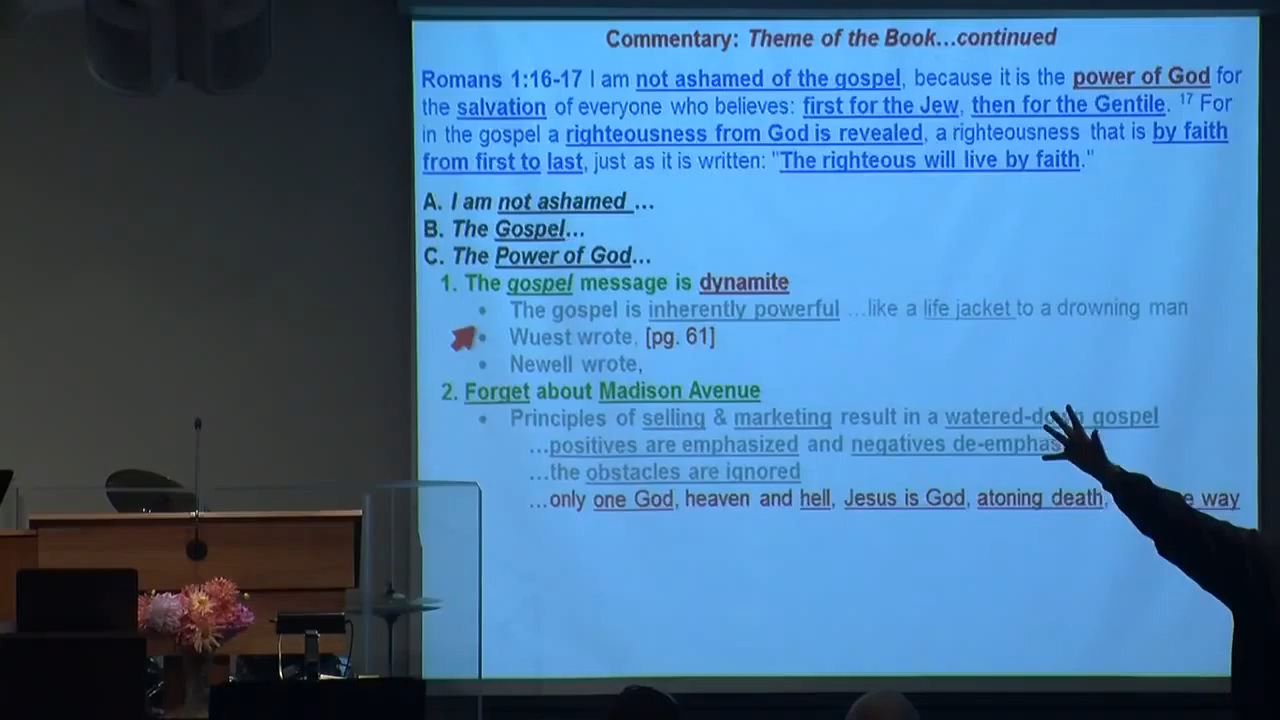 Commentary: Theme of the Book...continued
Romans 1:16-17 I am not ashamed of the gospel, because it is the power of God for
the salvation of everyone who believes: first for the Jew, then for the Gentile. 17 For
in the gospel a righteousness from God is revealed, a righteousness that is by faith
from first to last, just as it is written: "The righteous will live by faith."
A. I am not ashamed ...
B. The Gospel...
C. The Power of God...
1. The gospel message is dynamite
• The gospel is inherently powerful ...like a life jacket to a drowning man
• Wuest wrote, [pg. 61]
• Newell wrote,
2. Forget about Madison Avenue
• Principles of selling & marketing result in a watered-down gospel
...positives are emphasized and negatives
...the obstacles are ignored
...only one God, heaven and hell, Jesus is God, atoning death, way